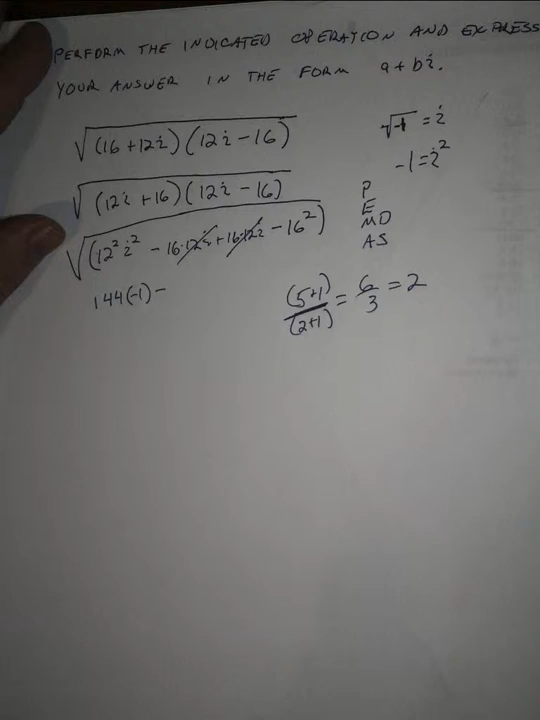 PERFORM THE INDICATED OPERATION AND EXPRESS
YOUR ANSWER IN THE FORM a+bi.
√(16+12i)(12i-16)
√-1 = i
-1=i²
√(12i+16)(12i-16)
P
E
MD
AS
√(12²i² - 16·12i + 16·12i - 16²)
144(-1)-
(5+1)/(2+1) = 6/3 = 2